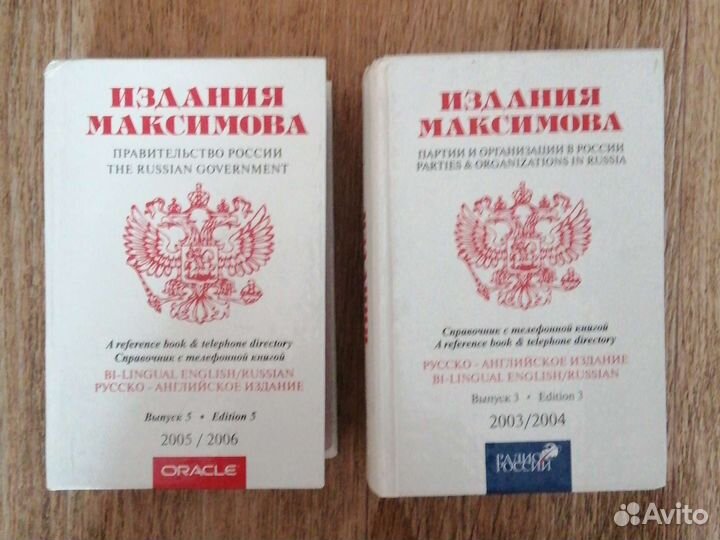 ИЗДАНИЯ
МАКСИМОВА
ПРАВИТЕЛЬСТВО РОССИИ
THE RUSSIAN GOVERNMENT
A reference book & telephone directory
Справочник с телефонной книгой
BI-LINGUAL ENGLISH/RUSSIAN
РУССКО - АНГЛИЙСКОЕ ИЗДАНИЕ
Выпуск 5 • Edition 5
2005 / 2006
ORACLE
ИЗДАНИЯ
МАКСИМОВА
ПАРТИИ И ОРГАНИЗАЦИИ В РОССИИ
PARTIES & ORGANIZATIONS IN RUSSIA
Справочник с телефонной книгой
A reference book & telephone directory
РУССКО - АНГЛИЙСКОЕ ИЗДАНИЕ
BI-LINGUAL ENGLISH/RUSSIAN
Выпуск 3 • Edition 3
2003/2004
РАДИО
РОССИИ
Avito